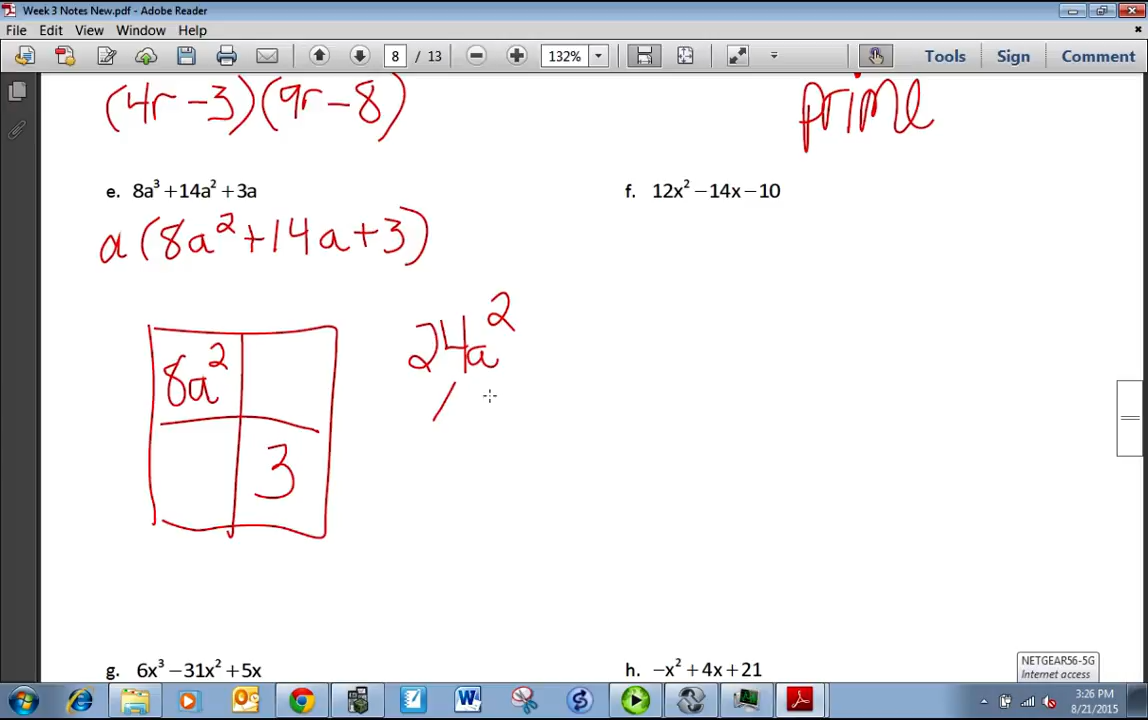 Week 3 Notes New.pdf - Adobe Reader
File Edit View Window Help
8 / 13 132% Tools Sign Comment
(4r - 3)(9r - 8)
prime
e. 8a³ +14a² +3a
f. 12x² −14x −10
a(8a² + 14a + 3)
24a²
8a²
3
g. 6x³ −31x² +5x
h. −x² + 4x + 21
NETGEAR56-5G
Internet access
3:26 PM
8/21/2015